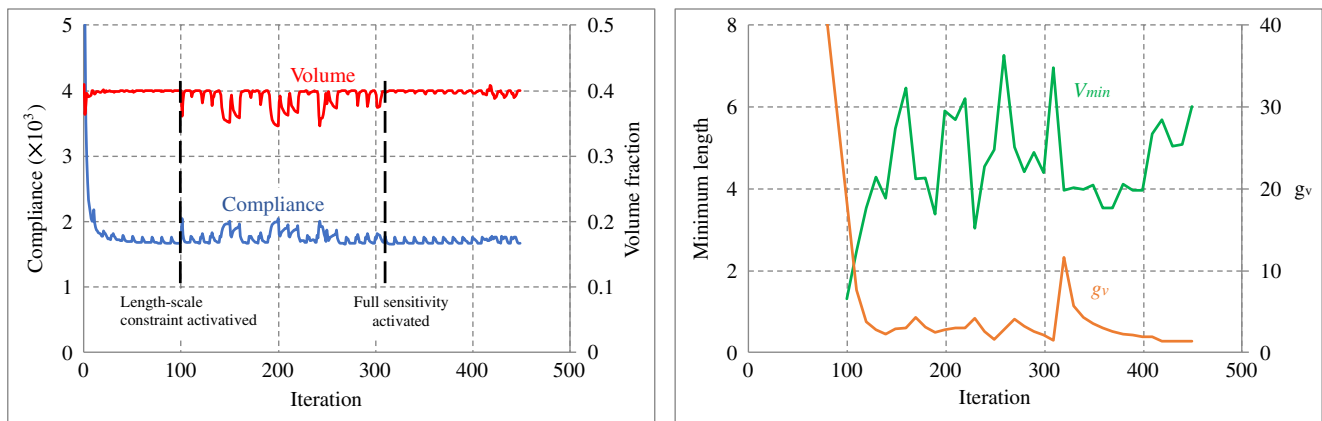 5
4
3
2
1
0
Compliance (×10³)
0.5
0.4
0.3
0.2
0.1
0
Volume fraction
Volume
Compliance
Length-scale
constraint activatived
Full sensitivity
activated
0 100 200 300 400 500
Iteration
8
6
4
2
0
Minimum length
40
30
20
10
0
gv
Vmin
gv
100 200 300 400 500
Iteration